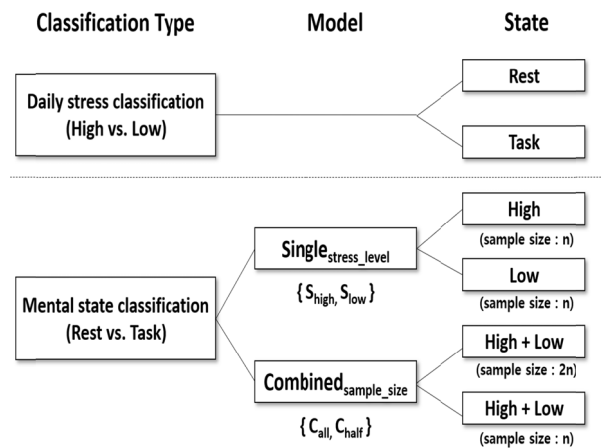 Classification Type Model State
Daily stress classification
(High vs. Low)
Rest
Task
Mental state classification
(Rest vs. Task)
Single_stress_level
{ S_high, S_low }
High
(sample size : n)
Low
(sample size : n)
Combined_sample_size
{ C_all, C_half }
High + Low
(sample size : 2n)
High + Low
(sample size : n)